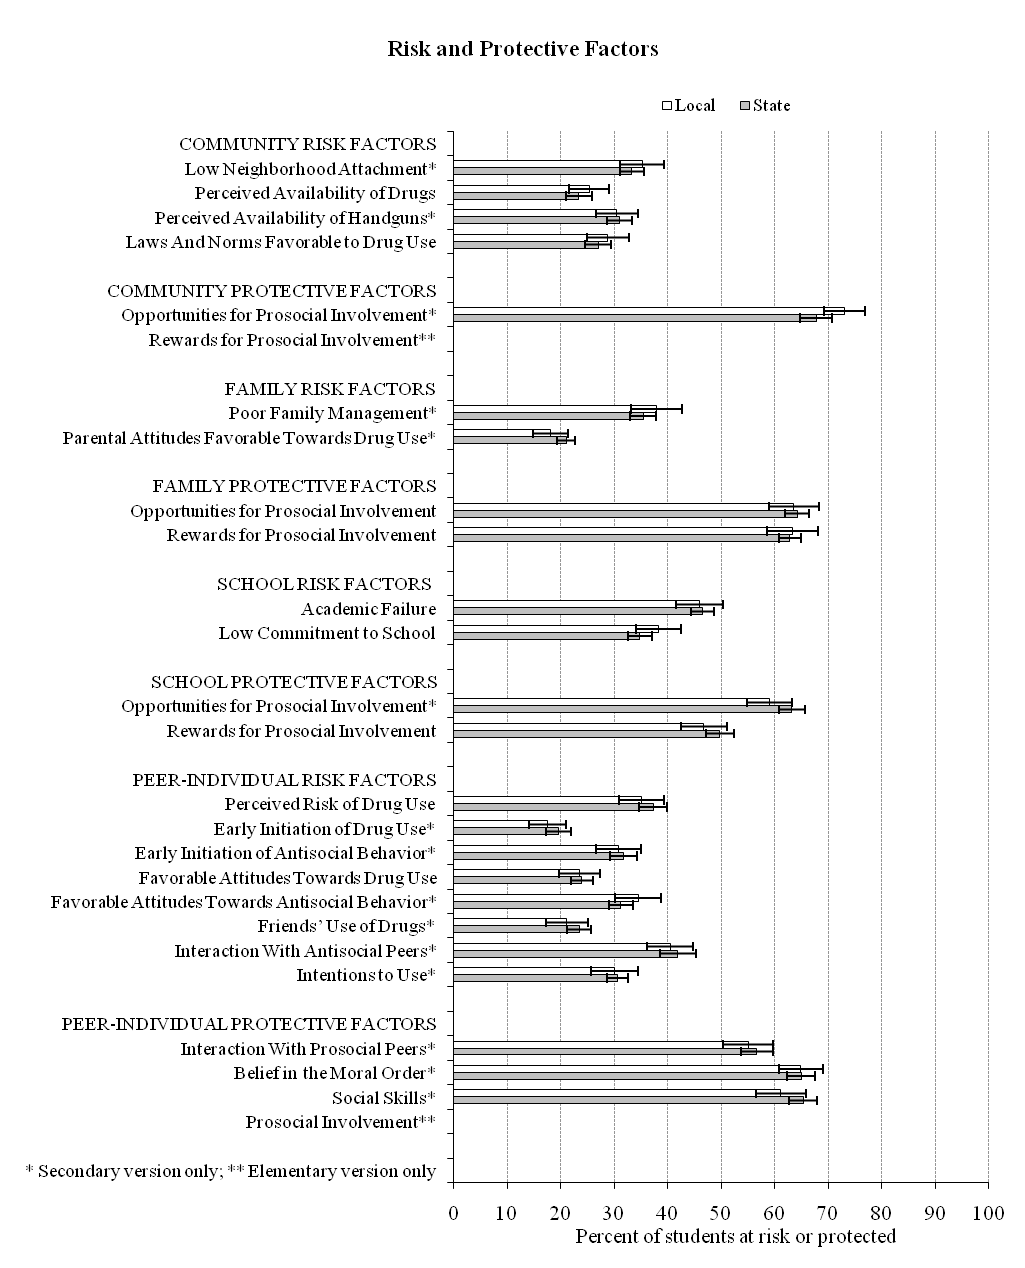 Risk and Protective Factors
Local State
COMMUNITY RISK FACTORS
Low Neighborhood Attachment*
Perceived Availability of Drugs
Perceived Availability of Handguns*
Laws And Norms Favorable to Drug Use
COMMUNITY PROTECTIVE FACTORS
Opportunities for Prosocial Involvement*
Rewards for Prosocial Involvement**
FAMILY RISK FACTORS
Poor Family Management*
Parental Attitudes Favorable Towards Drug Use*
FAMILY PROTECTIVE FACTORS
Opportunities for Prosocial Involvement
Rewards for Prosocial Involvement
SCHOOL RISK FACTORS
Academic Failure
Low Commitment to School
SCHOOL PROTECTIVE FACTORS
Opportunities for Prosocial Involvement*
Rewards for Prosocial Involvement
PEER-INDIVIDUAL RISK FACTORS
Perceived Risk of Drug Use
Early Initiation of Drug Use*
Early Initiation of Antisocial Behavior*
Favorable Attitudes Towards Drug Use
Favorable Attitudes Towards Antisocial Behavior*
Friends' Use of Drugs*
Interaction With Antisocial Peers*
Intentions to Use*
PEER-INDIVIDUAL PROTECTIVE FACTORS
Interaction With Prosocial Peers*
Belief in the Moral Order*
Social Skills*
Prosocial Involvement**
* Secondary version only; ** Elementary version only
0 10 20 30 40 50 60 70 80 90 100
Percent of students at risk or protected